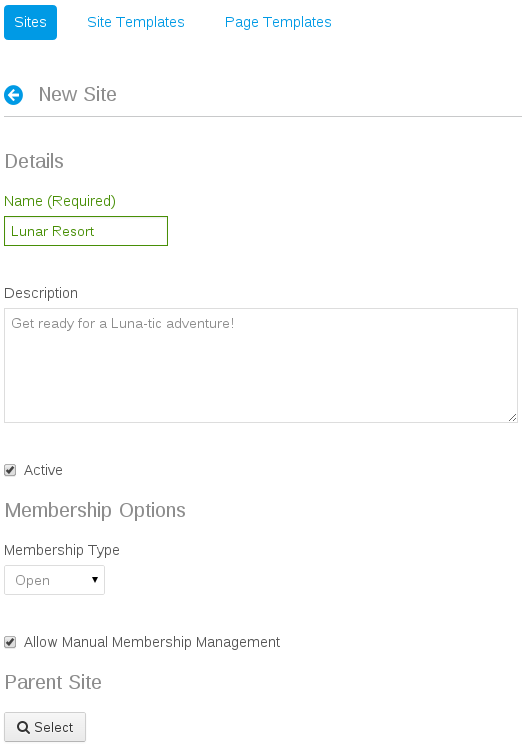 Sites Site Templates Page Templates
New Site
Details
Name (Required)
Lunar Resort
Description
Get ready for a Luna-tic adventure!
Active
Membership Options
Membership Type
Open
Allow Manual Membership Management
Parent Site
Select